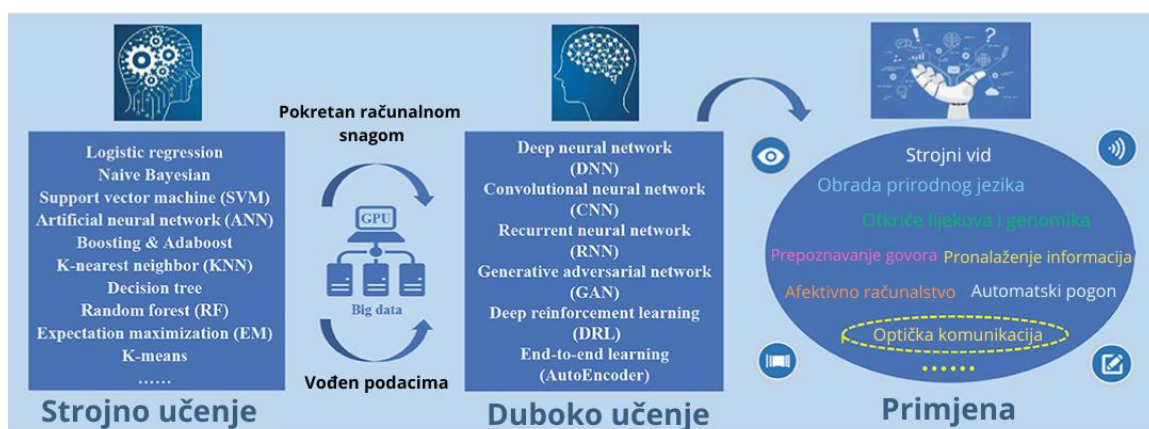 Logistic regression
Naive Bayesian
Support vector machine (SVM)
Artificial neural network (ANN)
Boosting & Adaboost
K-nearest neighbor (KNN)
Decision tree
Random forest (RF)
Expectation maximization (EM)
K-means
......
Strojno učenje
Pokretan računalnom
snagom
GPU
Big data
Vođen podacima
Deep neural network
(DNN)
Convolutional neural network
(CNN)
Recurrent neural network
(RNN)
Generative adversarial network
(GAN)
Deep reinforcement learning
(DRL)
End-to-end learning
(AutoEncoder)
Duboko učenje
Strojni vid
Obrada prirodnog jezika
Otkriće lijekova i genomika
Prepoznavanje govora Pronalaženje informacija
Afektivno računalstvo Automatski pogon
Optička komunikacija
......
Primjena